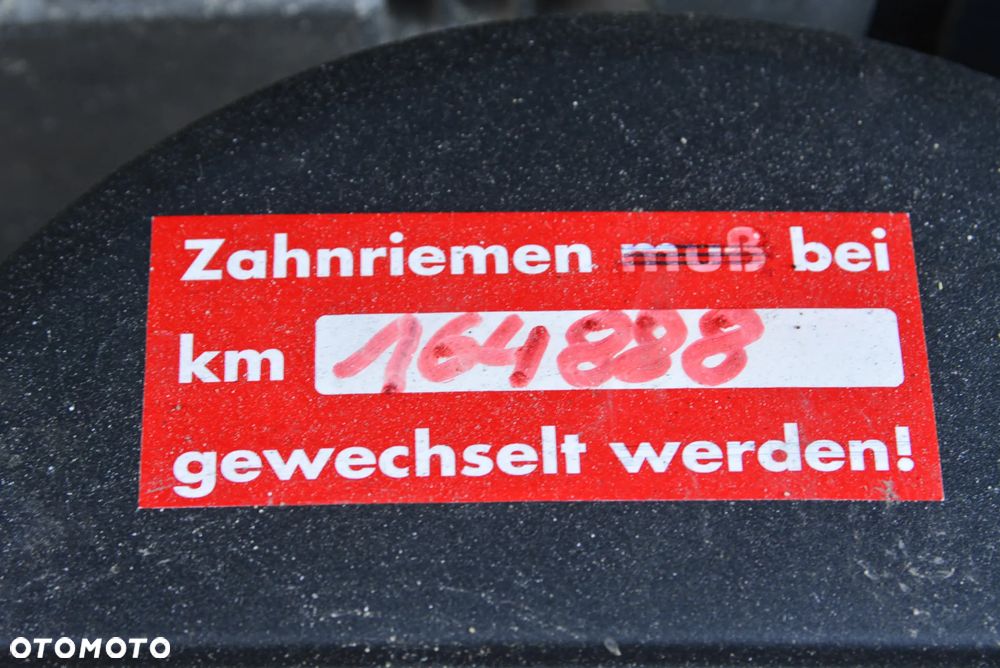 Zahnriemen muß bei
km 164888
gewechselt werden!
OTOMOTO